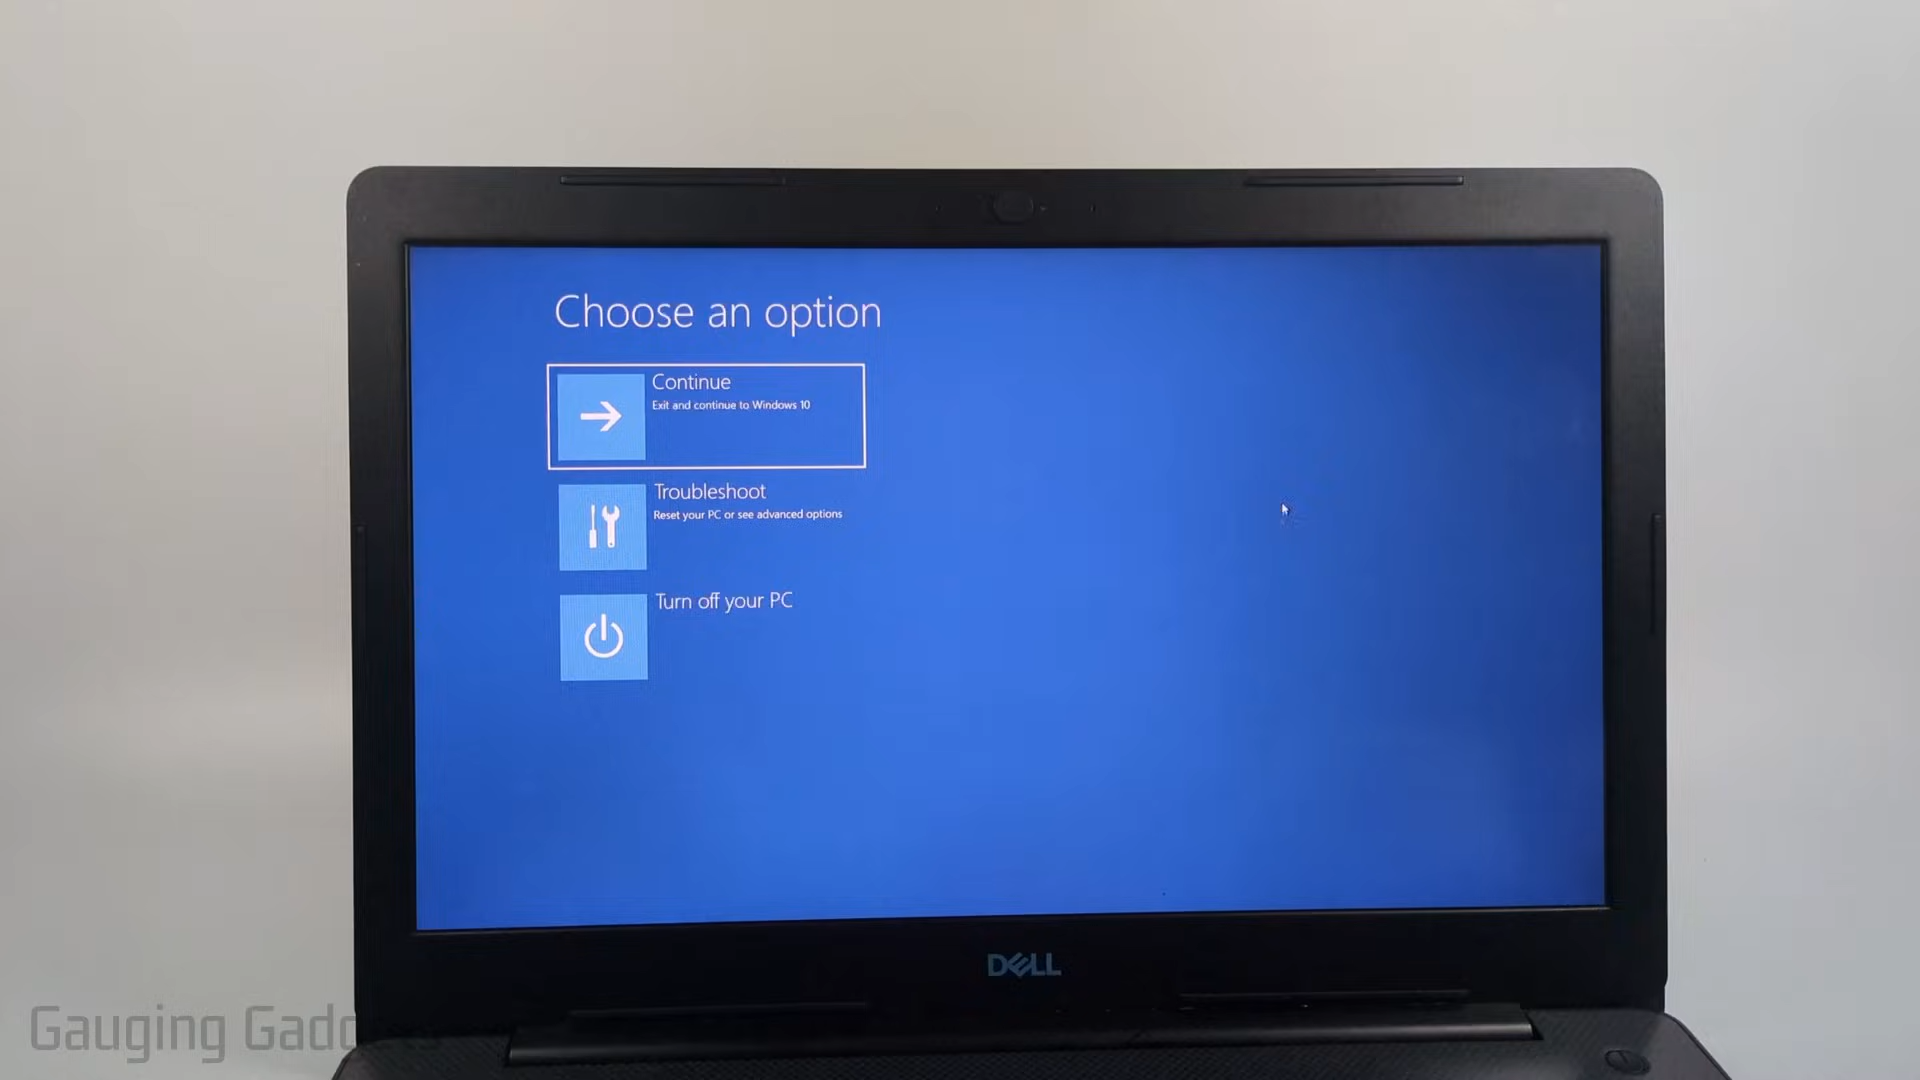 Choose an option
Continue
Exit and continue to Windows 10
Troubleshoot
Reset your PC or see advanced options
Turn off your PC
DELL
Gauging